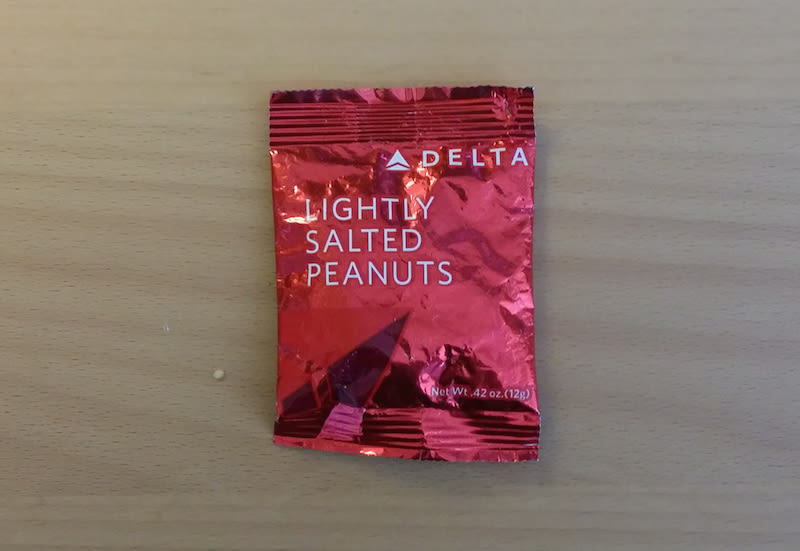 DELTA
LIGHTLY
SALTED
PEANUTS
Net Wt .42 oz.(12g)